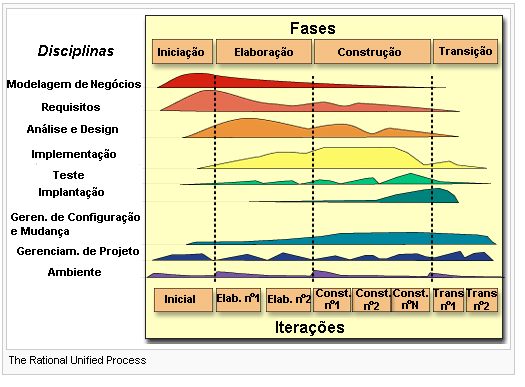 Fases
Disciplinas
Iniciação Elaboração Construção Transição
Modelagem de Negócios
Requisitos
Análise e Design
Implementação
Teste
Implantação
Geren. de Configuração
e Mudança
Gerenciam. de Projeto
Ambiente
Inicial Elab. nº1 Elab. nº2 Const. nº1 Const. nº2 Const. nºN Trans nº1 Trans nº2
Iterações
The Rational Unified Process